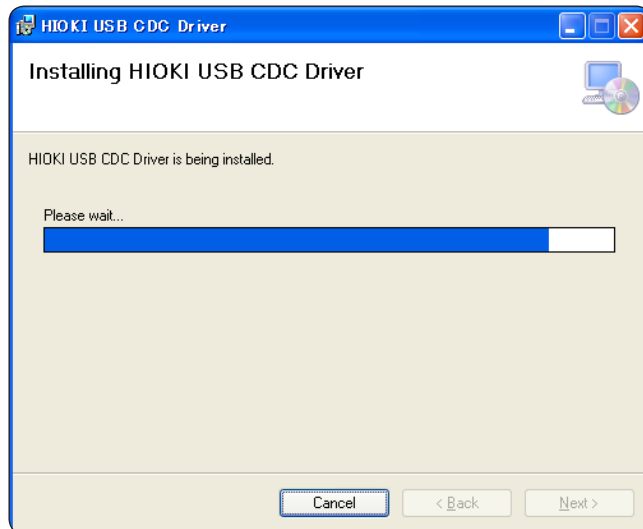 HIOKI USB CDC Driver
Installing HIOKI USB CDC Driver
HIOKI USB CDC Driver is being installed.
Please wait...
Cancel
< Back
Next >